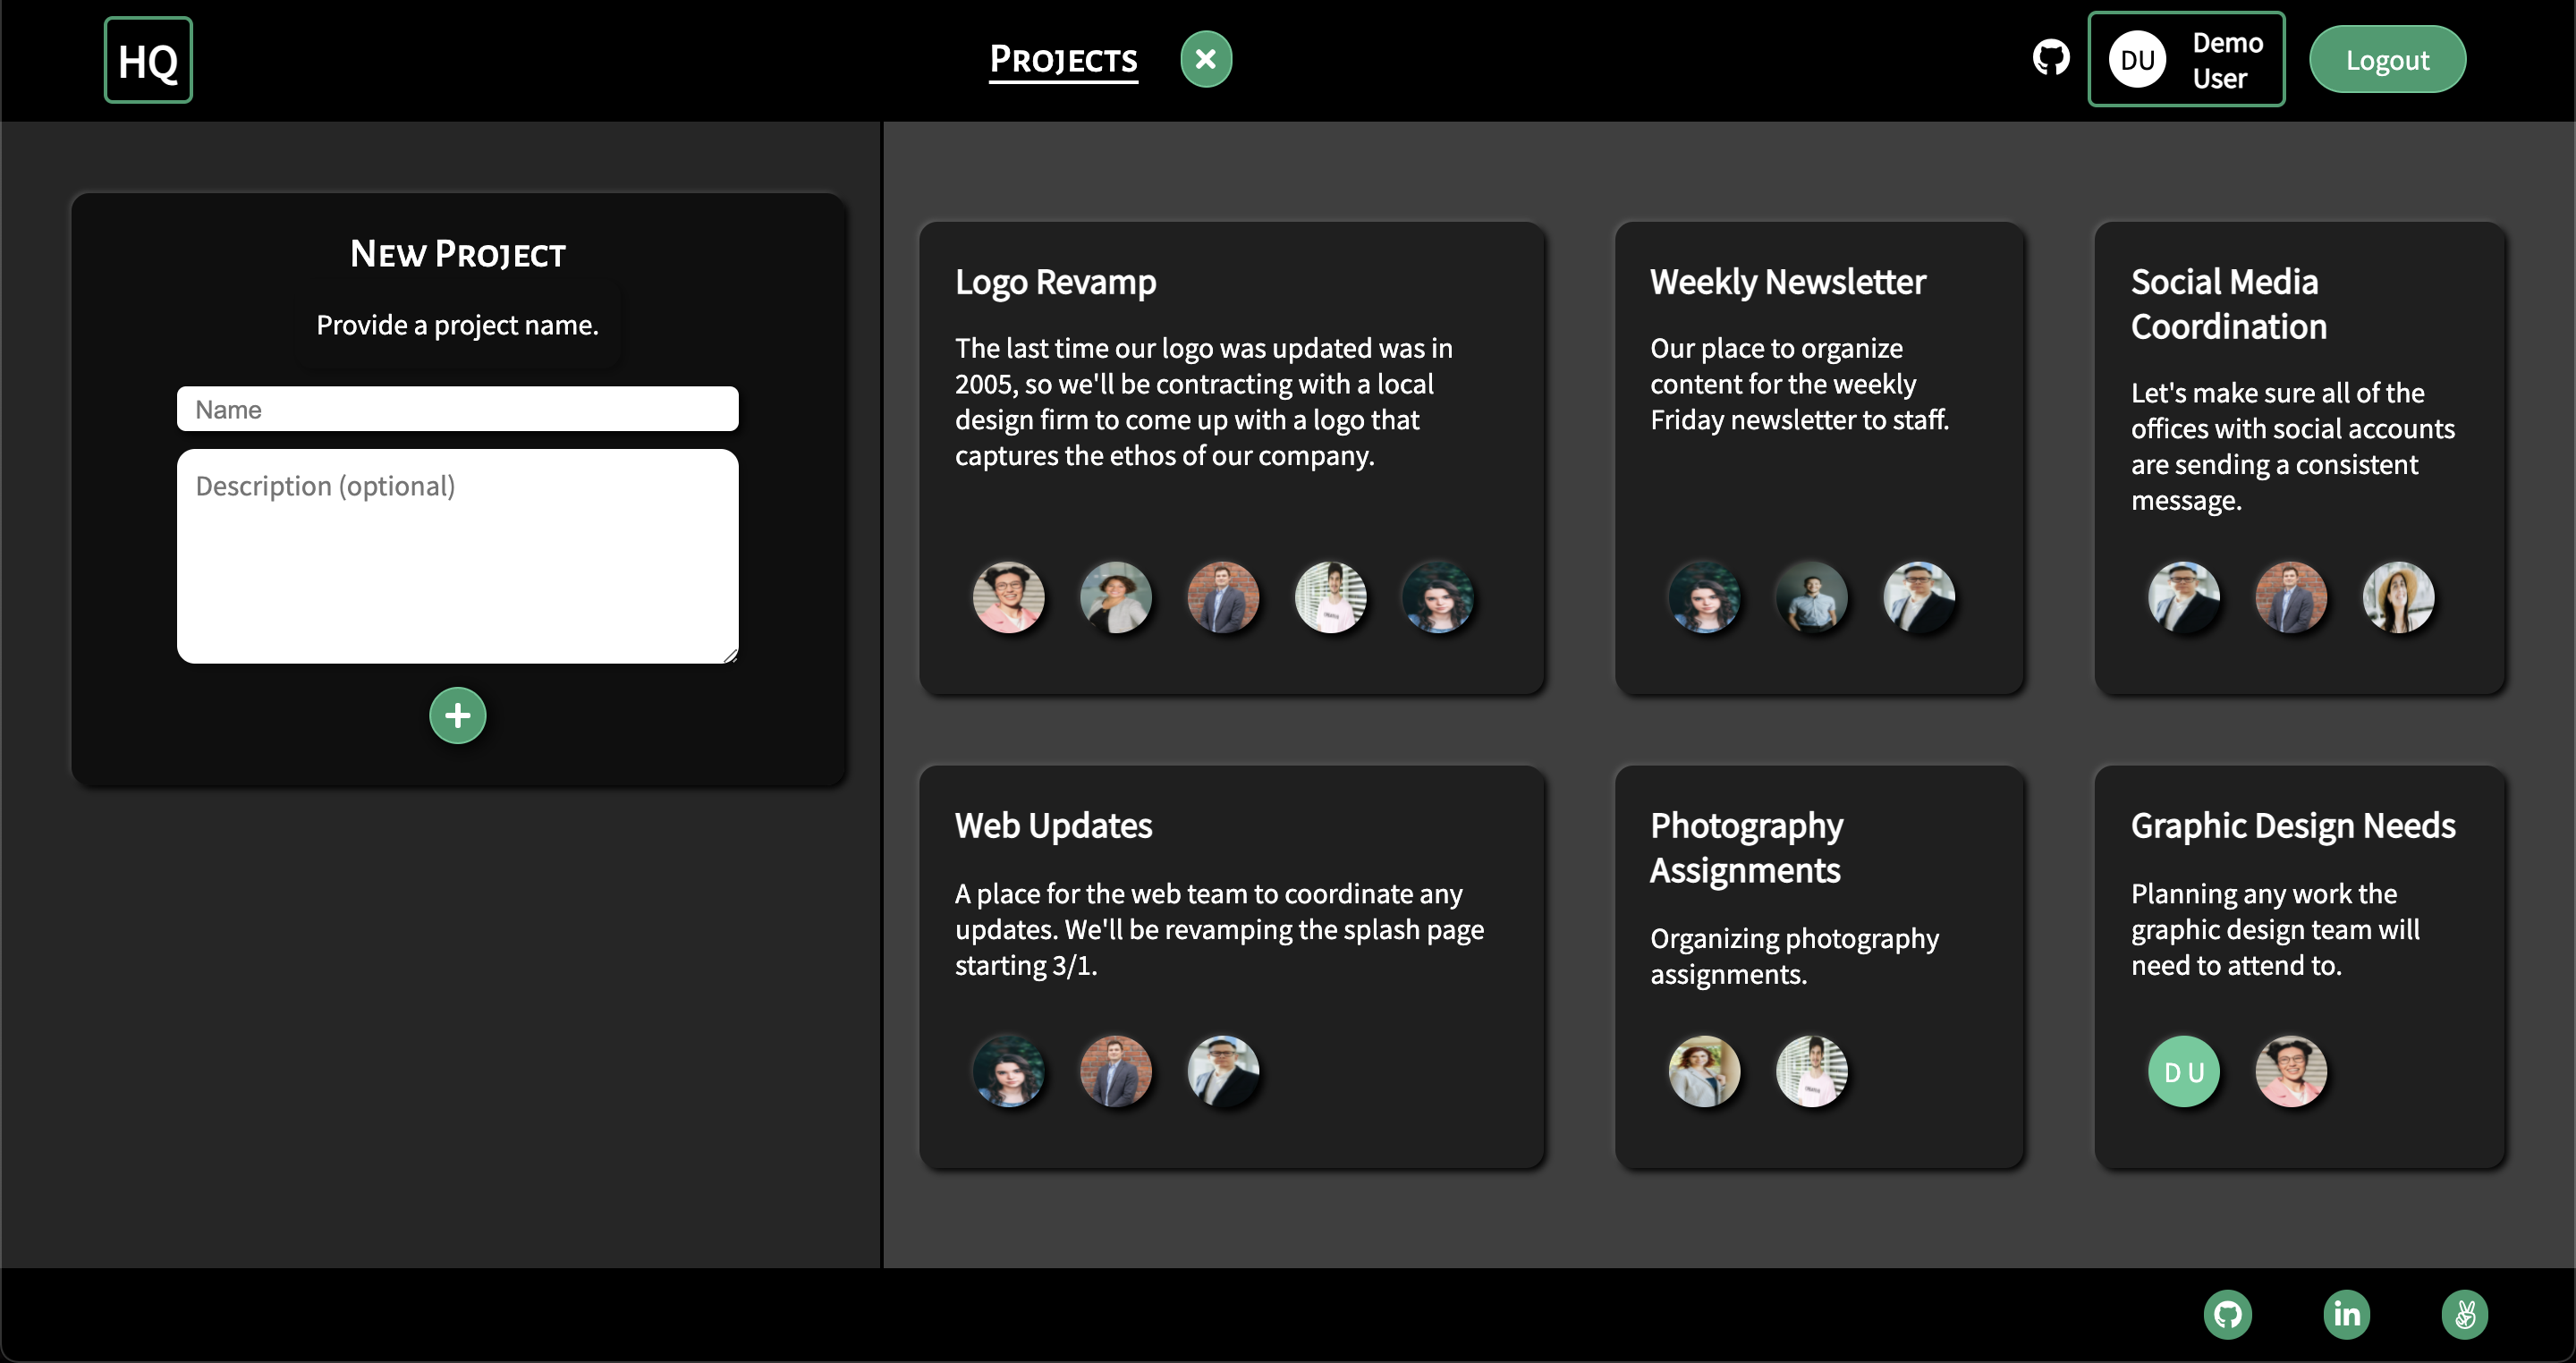 HQ
Projects
DU
Demo
User
Logout
New Project
Provide a project name.
Name
Description (optional)
Logo Revamp
The last time our logo was updated was in
2005, so we'll be contracting with a local
design firm to come up with a logo that
captures the ethos of our company.
Weekly Newsletter
Our place to organize
content for the weekly
Friday newsletter to staff.
Social Media
Coordination
Let's make sure all of the
offices with social accounts
are sending a consistent
message.
Web Updates
A place for the web team to coordinate any
updates. We'll be revamping the splash page
starting 3/1.
Photography
Assignments
Organizing photography
assignments.
Graphic Design Needs
Planning any work the
graphic design team will
need to attend to.
D U
in